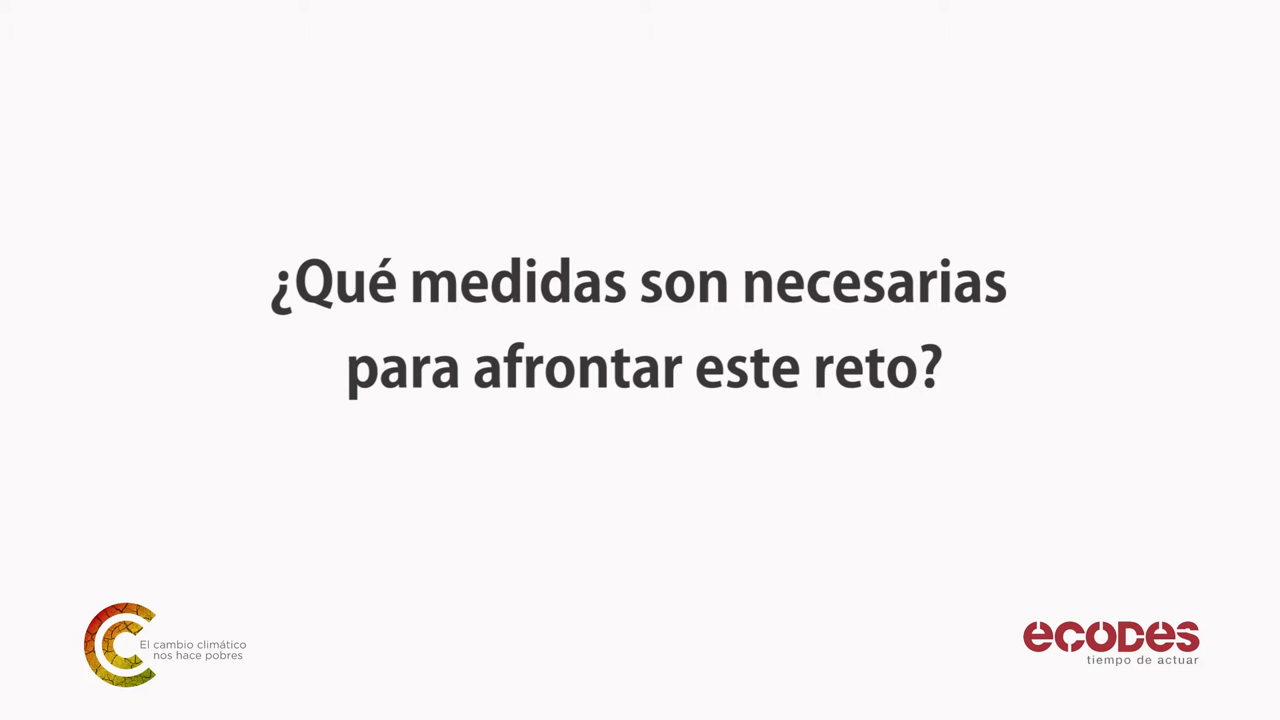 ¿Qué medidas son necesarias
para afrontar este reto?
El cambio climático
nos hace pobres
ecodes
tiempo de actuar